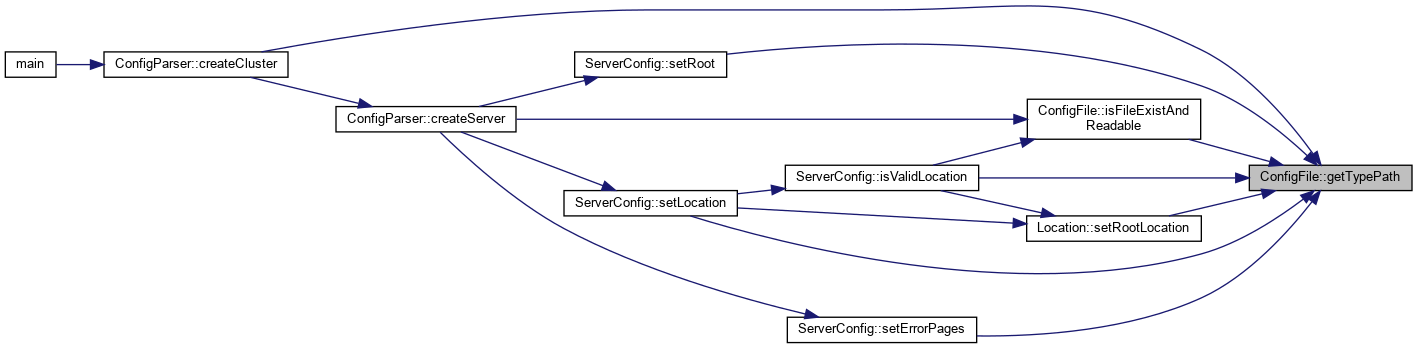 main
ConfigParser::createCluster
ServerConfig::setRoot
ConfigParser::createServer
ConfigFile::isFileExistAnd
Readable
ServerConfig::isValidLocation
ConfigFile::getTypePath
ServerConfig::setLocation
Location::setRootLocation
ServerConfig::setErrorPages